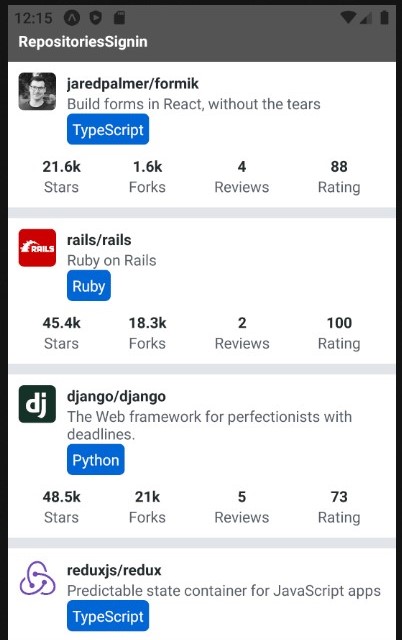 12:15
RepositoriesSignin
jaredpalmer/formik
Build forms in React, without the tears
TypeScript
21.6k 1.6k 4 88
Stars Forks Reviews Rating
RAILS
rails/rails
Ruby on Rails
Ruby
45.4k 18.3k 2 100
Stars Forks Reviews Rating
dj
django/django
The Web framework for perfectionists with
deadlines.
Python
48.5k 21k 5 73
Stars Forks Reviews Rating
reduxjs/redux
Predictable state container for JavaScript apps
TypeScript